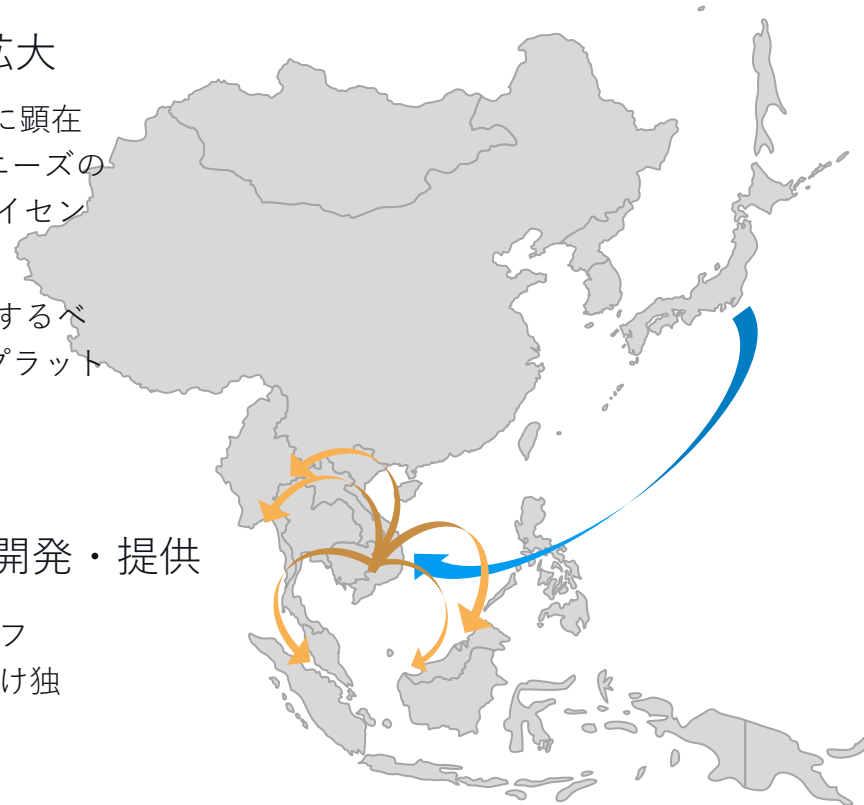 拡大
に顕在
ニーズの
イセン
するべ
プラット
開発・提供
フ
け独